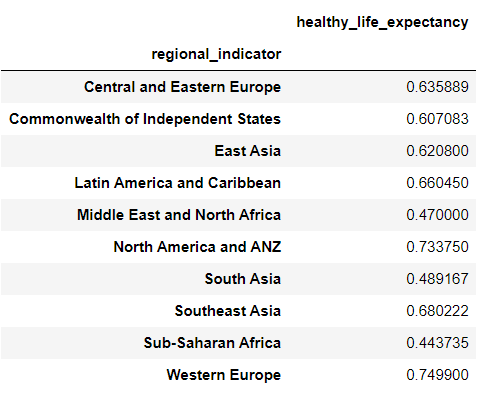 healthy_life_expectancy
regional_indicator
Central and Eastern Europe 0.635889
Commonwealth of Independent States 0.607083
East Asia 0.620800
Latin America and Caribbean 0.660450
Middle East and North Africa 0.470000
North America and ANZ 0.733750
South Asia 0.489167
Southeast Asia 0.680222
Sub-Saharan Africa 0.443735
Western Europe 0.749900